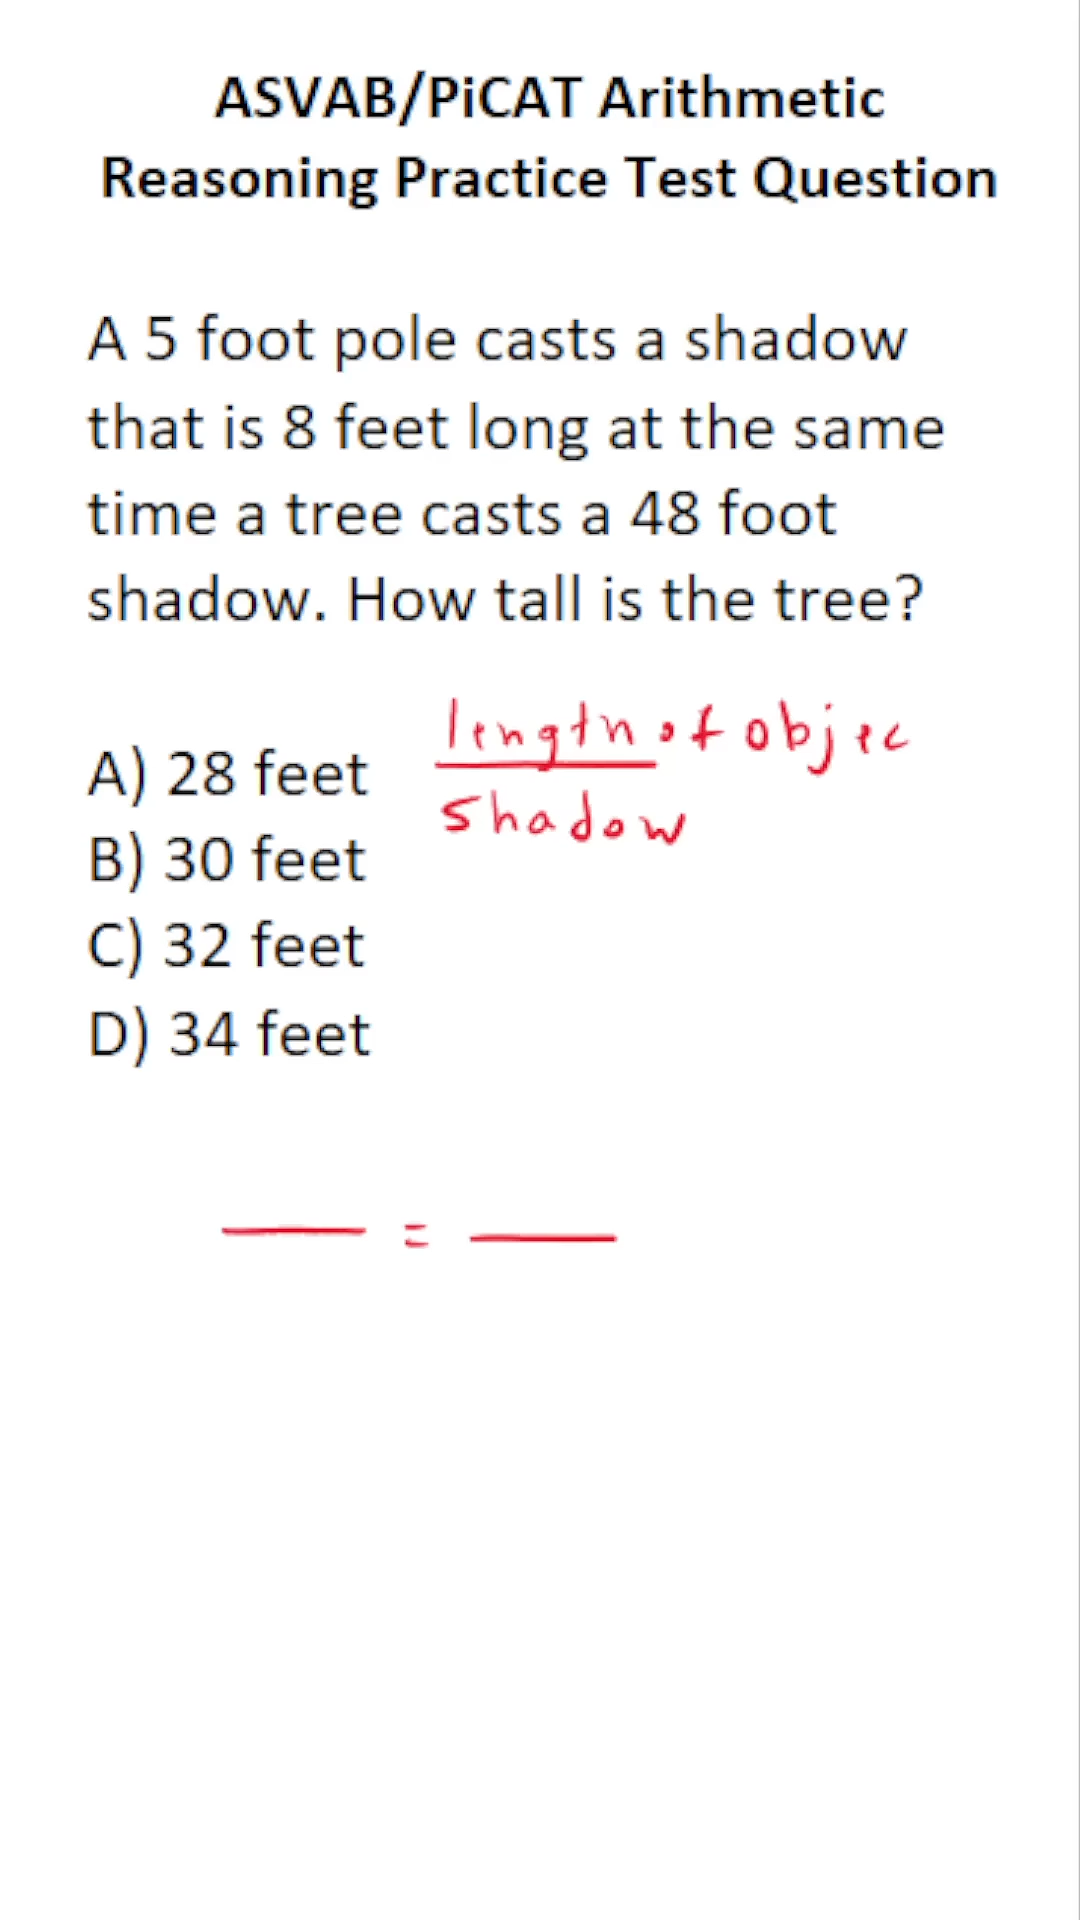 ASVAB/PiCAT Arithmetic
Reasoning Practice Test Question
A 5 foot pole casts a shadow
that is 8 feet long at the same
time a tree casts a 48 foot
shadow. How tall is the tree?
length of objec
shadow
A) 28 feet
B) 30 feet
C) 32 feet
D) 34 feet
=